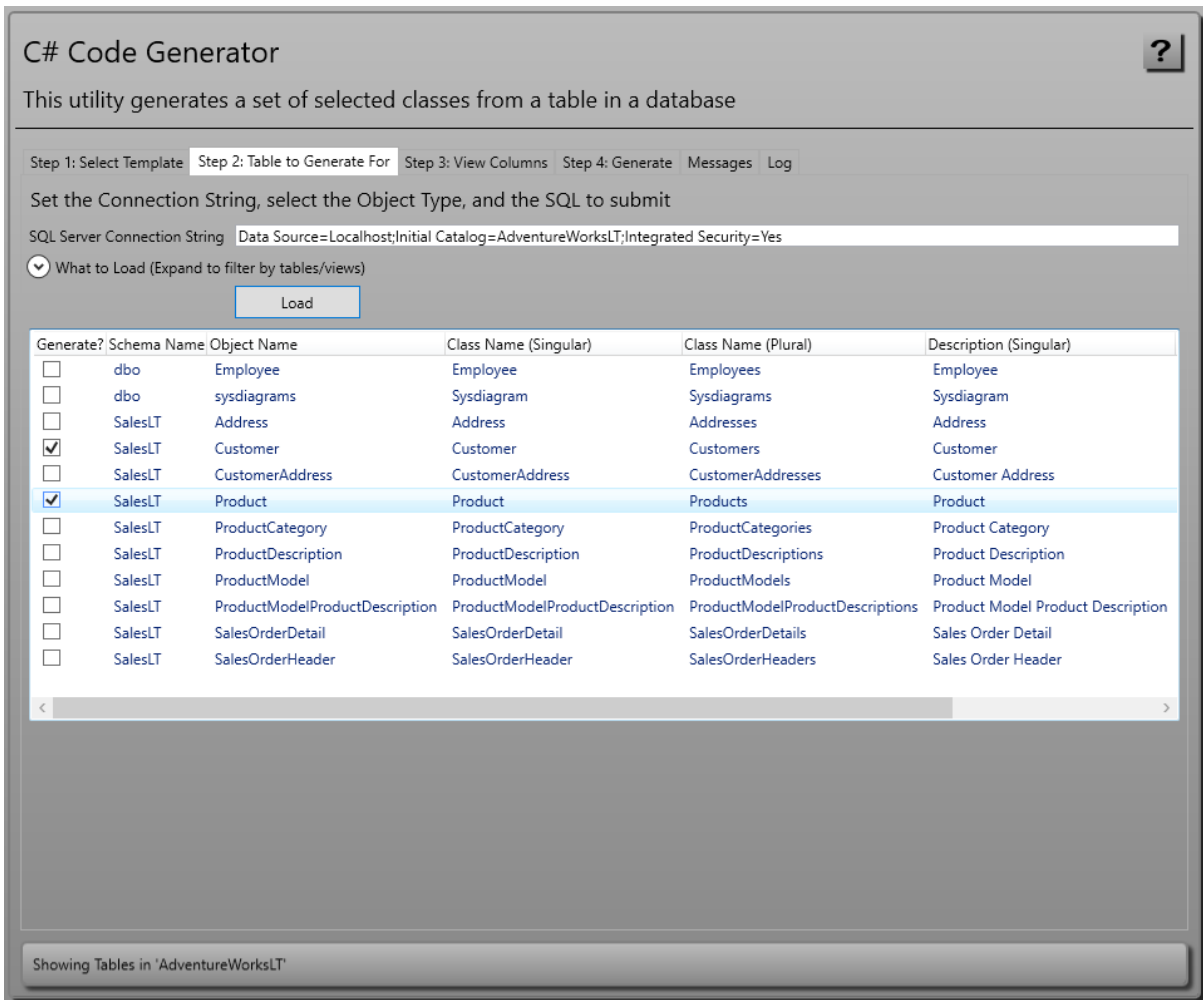 C# Code Generator
?
This utility generates a set of selected classes from a table in a database
Step 1: Select Template Step 2: Table to Generate For Step 3: View Columns Step 4: Generate Messages Log
Set the Connection String, select the Object Type, and the SQL to submit
SQL Server Connection String Data Source=Localhost;Initial Catalog=AdventureWorksLT;Integrated Security=Yes
What to Load (Expand to filter by tables/views)
Load
Generate? Schema Name Object Name Class Name (Singular) Class Name (Plural) Description (Singular)
dbo Employee Employee Employees Employee
dbo sysdiagrams Sysdiagram Sysdiagrams Sysdiagram
SalesLT Address Address Addresses Address
SalesLT Customer Customer Customers Customer
SalesLT CustomerAddress CustomerAddress CustomerAddresses Customer Address
SalesLT Product Product Products Product
SalesLT ProductCategory ProductCategory ProductCategories Product Category
SalesLT ProductDescription ProductDescription ProductDescriptions Product Description
SalesLT ProductModel ProductModel ProductModels Product Model
SalesLT ProductModelProductDescription ProductModelProductDescription ProductModelProductDescriptions Product Model Product Description
SalesLT SalesOrderDetail SalesOrderDetail SalesOrderDetails Sales Order Detail
SalesLT SalesOrderHeader SalesOrderHeader SalesOrderHeaders Sales Order Header
Showing Tables in 'AdventureWorksLT'